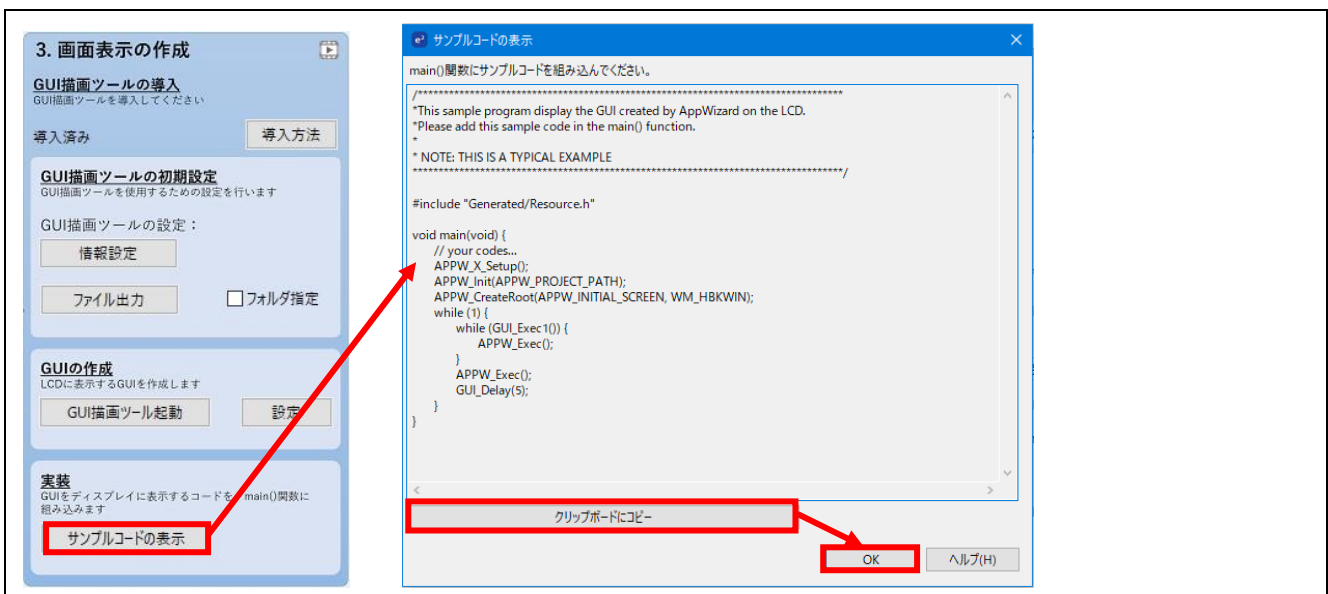 3. 画面表示の作成
GUI描画ツールの導入
GUI描画ツールを導入してください
導入済み
導入方法
GUI描画ツールの初期設定
GUI描画ツールを使用するための設定を行います
GUI描画ツールの設定：
情報設定
ファイル出力
フォルダ指定
GUIの作成
LCDに表示するGUIを作成します
GUI描画ツール起動
設定
実装
GUIをディスプレイに表示するコードを main()関数に
組み込みます
サンプルコードの表示
e² サンプルコードの表示
main()関数にサンプルコードを組み込んでください。
/***********************************************************************************
*This sample program display the GUI created by AppWizard on the LCD.
*Please add this sample code in the main() function.
*
* NOTE: THIS IS A TYPICAL EXAMPLE
***********************************************************************************/
#include "Generated/Resource.h"
void main(void) {
// your codes...
APPW_X_Setup();
APPW_Init(APPW_PROJECT_PATH);
APPW_CreateRoot(APPW_INITIAL_SCREEN, WM_HBKWIN);
while (1) {
while (GUI_Exec1()) {
APPW_Exec();
}
APPW_Exec();
GUI_Delay(5);
}
}
クリップボードにコピー
OK
ヘルプ(H)